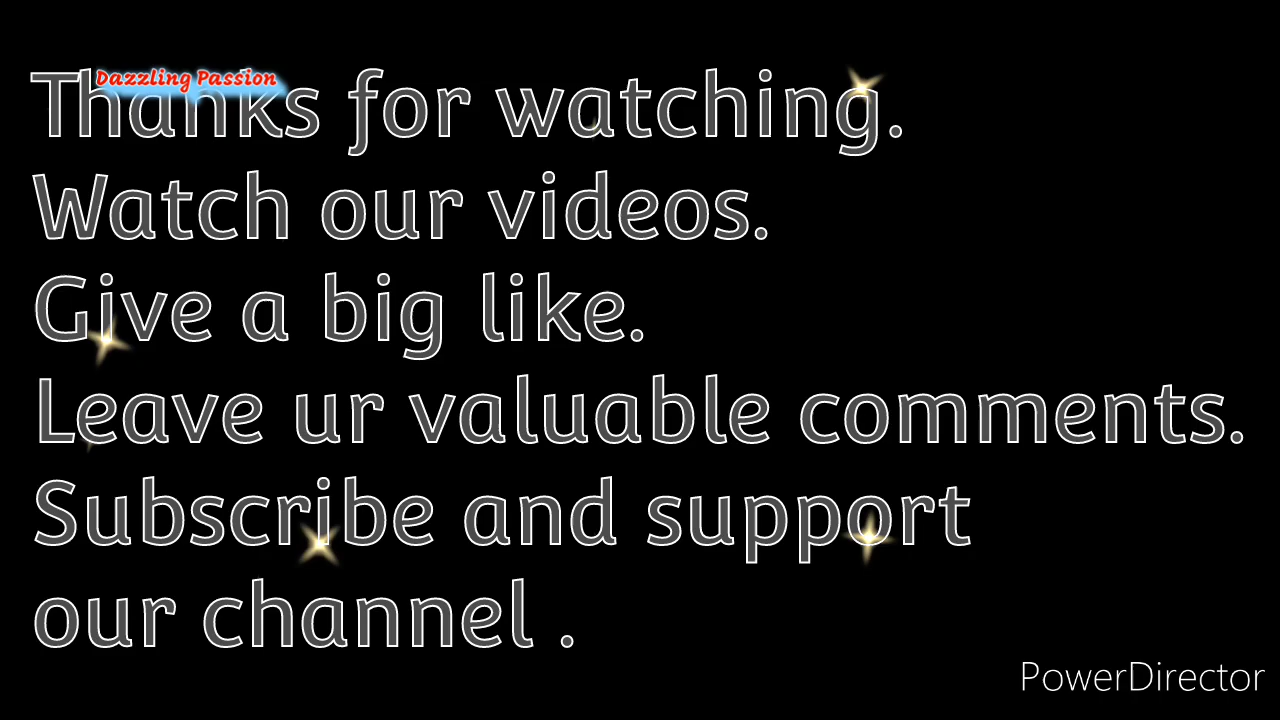 Dazzling Passion
Thanks for watching.
Watch our videos.
Give a big like.
Leave ur valuable comments.
Subscribe and support
our channel .
PowerDirector